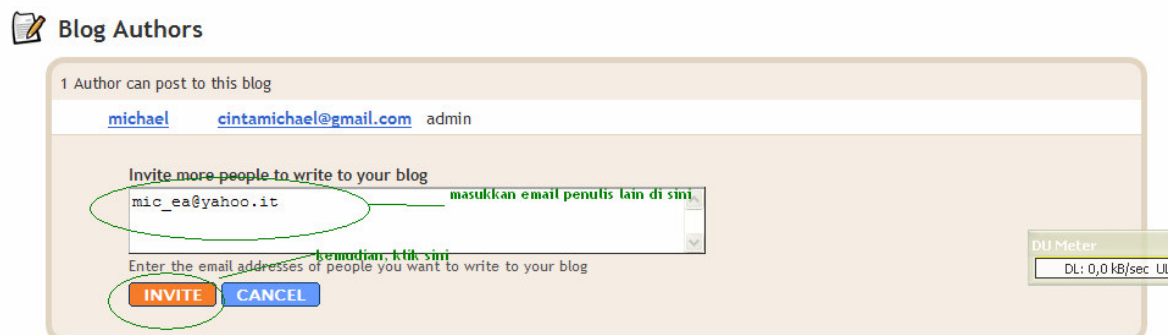 Blog Authors
1 Author can post to this blog
michael cintamichael@gmail.com admin
Invite more people to write to your blog
mic_ea@yahoo.it
masukkan email penulis lain di sini
kemudian, klik sini
Enter the email addresses of people you want to write to your blog
INVITE CANCEL
DU Meter
DL: 0,0 kB/sec UL